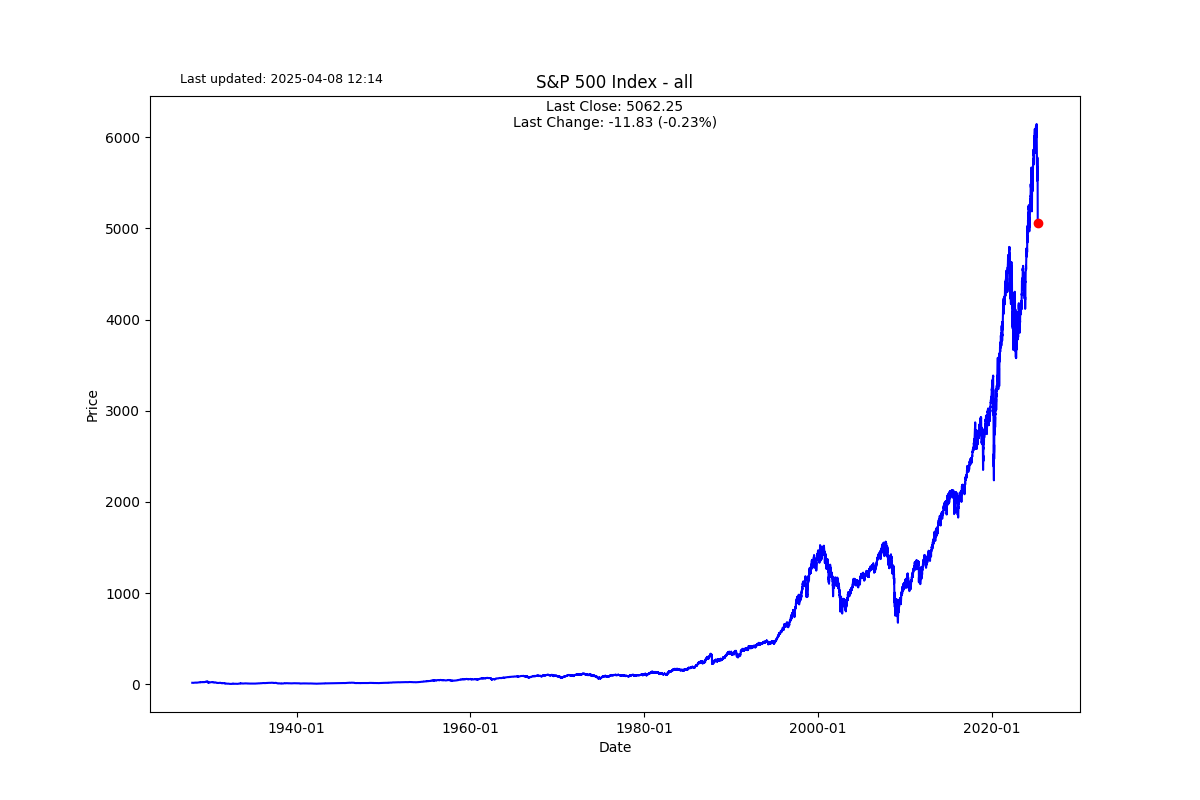 Last updated: 2025-04-08 12:14
S&P 500 Index - all
Last Close: 5062.25
Last Change: -11.83 (-0.23%)
6000
5000
4000
3000
2000
1000
0
Price
1940-01
1960-01
1980-01
2000-01
2020-01
Date